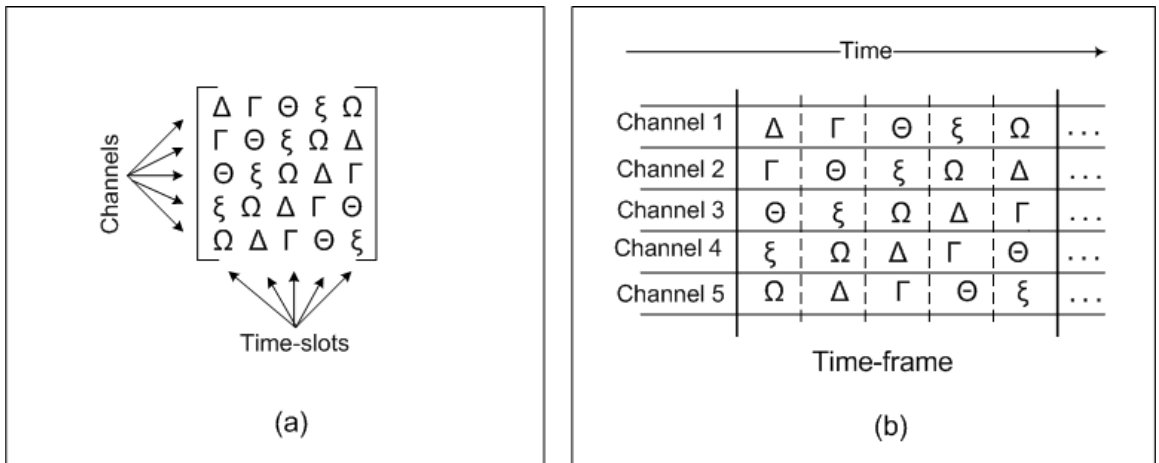 Channels
Δ Γ Θ ξ Ω
Γ Θ ξ Ω Δ
Θ ξ Ω Δ Γ
ξ Ω Δ Γ Θ
Ω Δ Γ Θ ξ
Time-slots
(a)
Time
Channel 1 Δ Γ Θ ξ Ω ...
Channel 2 Γ Θ ξ Ω Δ ...
Channel 3 Θ ξ Ω Δ Γ ...
Channel 4 ξ Ω Δ Γ Θ ...
Channel 5 Ω Δ Γ Θ ξ ...
Time-frame
(b)